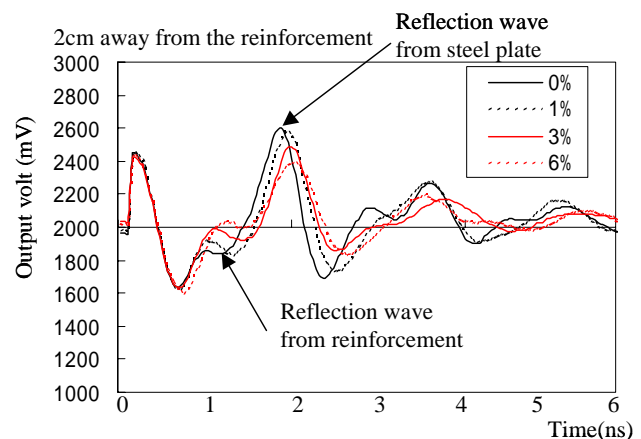 2cm away from the reinforcement
Reflection wave
from steel plate
3000
2800
2600
2400
2200
2000
1800
1600
1400
1200
1000
Output volt (mV)
0%
1%
3%
6%
Reflection wave
from reinforcement
0 1 2 3 4 5 6
Time(ns)